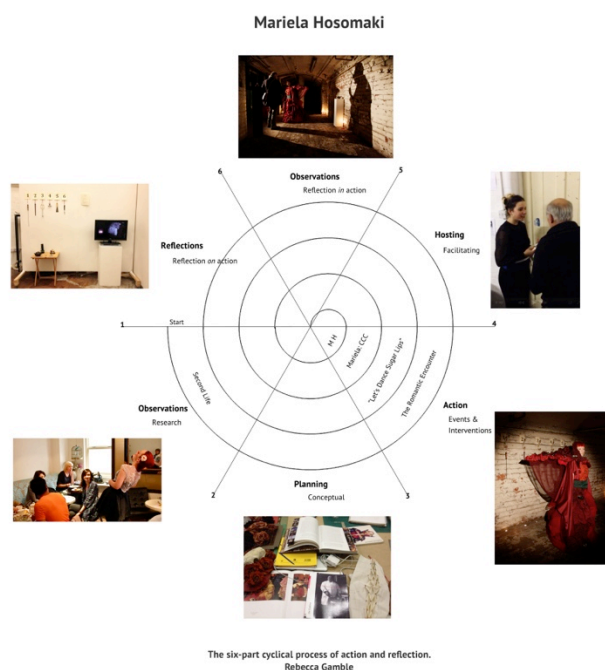 Mariela Hosomaki
6
5
Observations
Reflection in action
Reflections
Reflection on action
Hosting
Facilitating
1
Start
4
M H
Mariela: CCC
"Let's Dance Sugar Lips"
The Romantic Encounter
Second Life
Observations
Research
Action
Events &
Interventions
Planning
Conceptual
2
3
The six-part cyclical process of action and reflection.
Rebecca Gamble